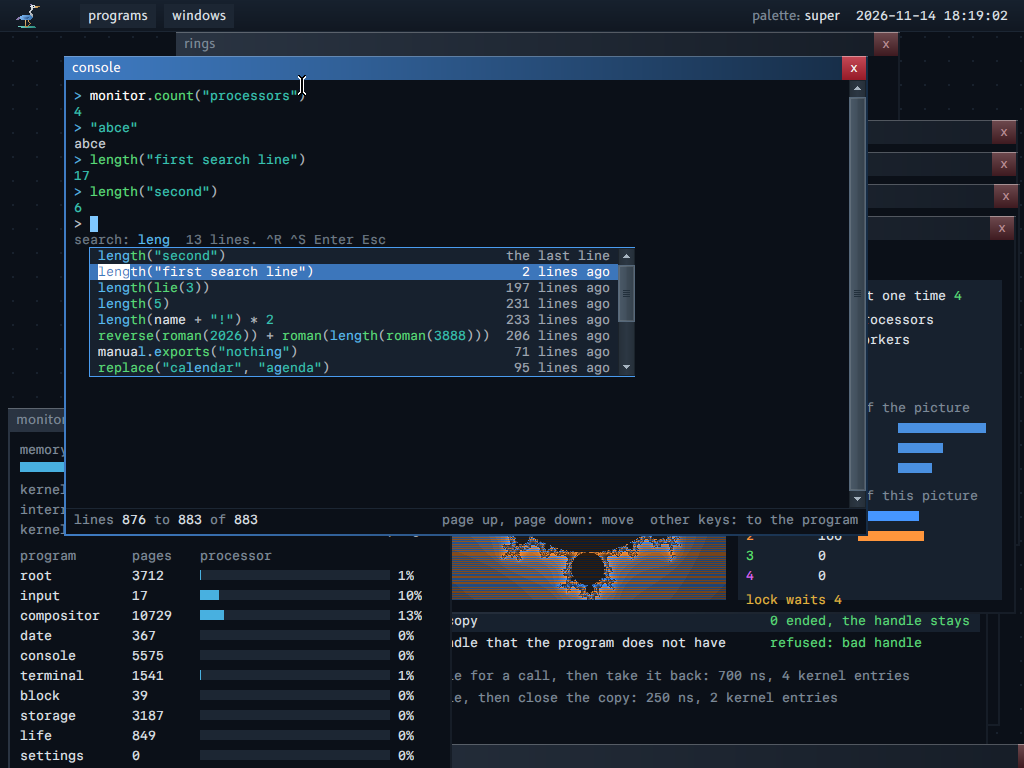 programs windows palette: super 2026-11-14 18:19:02
rings x
console x
> monitor.count("processors")
4
> "abce"
abce
> length("first search line")
17
> length("second")
6
>
search: leng 13 lines. ^R ^S Enter Esc
length("second") the last line
length("first search line") 2 lines ago
length(lie(3)) 197 lines ago
length(5) 231 lines ago
length(name + "!") * 2 233 lines ago
reverse(roman(2026)) + roman(length(roman(3888))) 206 lines ago
manual.exports("nothing") 71 lines ago
replace("calendar", "agenda") 95 lines ago
lines 876 to 883 of 883 page up, page down: move other keys: to the program
x
x
x
x
t one time 4
rocessors
rkers
f the picture
f this picture
2 166
3 0
4 0
lock waits 4
monitor
memory
kernel
inter
kernel
program pages processor
root 3712 1%
input 17 10%
compositor 10729 13%
date 367 0%
console 5575 0%
terminal 1541 1%
block 39 0%
storage 3187 0%
life 849 0%
settings 0 0%
opy 0 ended, the handle stays
ndle that the program does not have refused: bad handle
le for a call, then take it back: 700 ns, 4 kernel entries
le, then close the copy: 250 ns, 2 kernel entries
x